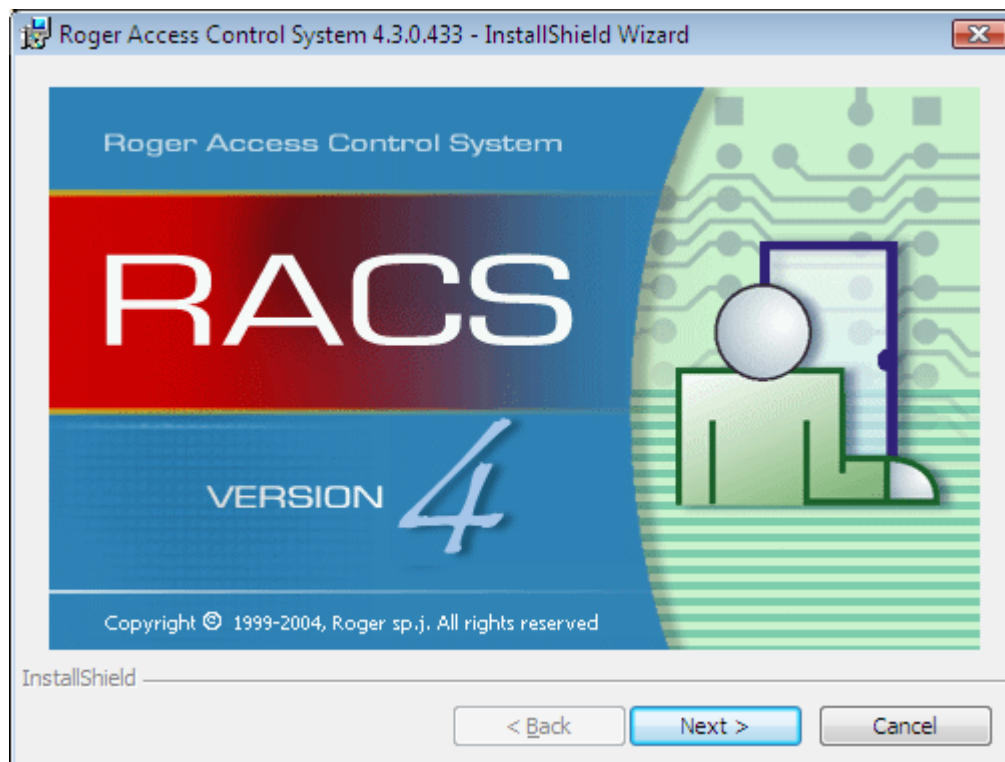 Roger Access Control System 4.3.0.433 - InstallShield Wizard
Roger Access Control System
RACS
VERSION 4
Copyright © 1999-2004, Roger sp.j. All rights reserved
InstallShield
< Back Next > Cancel